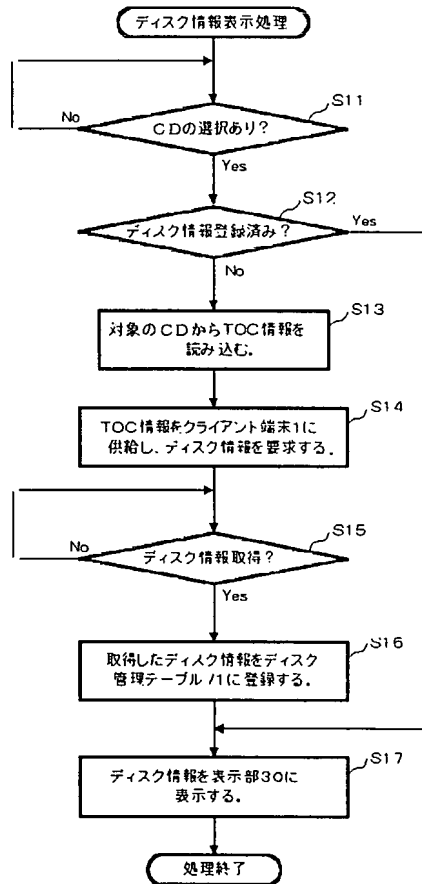 ディスク情報表示処理
S11
CDの選択あり?
No
Yes
S12
ディスク情報登録済み?
Yes
No
S13
対象のCDからTOC情報を
読み込む。
S14
TOC情報をクライアント端末1に
供給し、ディスク情報を要求する。
S15
ディスク情報取得?
No
Yes
S16
取得したディスク情報をディスク
管理テーブル71に登録する。
S17
ディスク情報を表示部30に
表示する。
処理終了